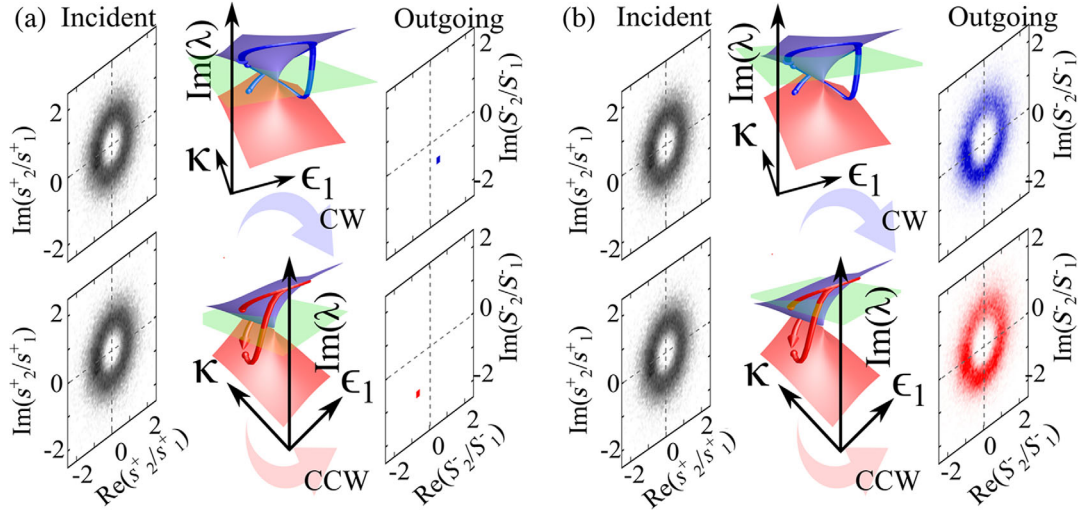 (a) Incident Outgoing
Im(λ)
κ
ϵ₁
Im(s⁺₂/s⁺₁)
2
0
-2
2
0
-2
Im(S⁻₂/S⁻₁)
CW
Im(λ)
κ
ϵ₁
Im(s⁺₂/s⁺₁)
2
0
-2
-2 0 2
Re(s⁺₂/s⁺₁)
2
0
-2
Im(S⁻₂/S⁻₁)
-2 0 2
Re(S⁻₂/S⁻₁)
CCW
(b) Incident Outgoing
Im(λ)
κ
ϵ₁
Im(s⁺₂/s⁺₁)
2
0
-2
2
0
-2
Im(S⁻₂/S⁻₁)
CW
Im(λ)
κ
ϵ₁
Im(s⁺₂/s⁺₁)
2
0
-2
-2 0 2
Re(s⁺₂/s⁺₁)
2
0
-2
Im(S⁻₂/S⁻₁)
-2 0 2
Re(S⁻₂/S⁻₁)
CCW